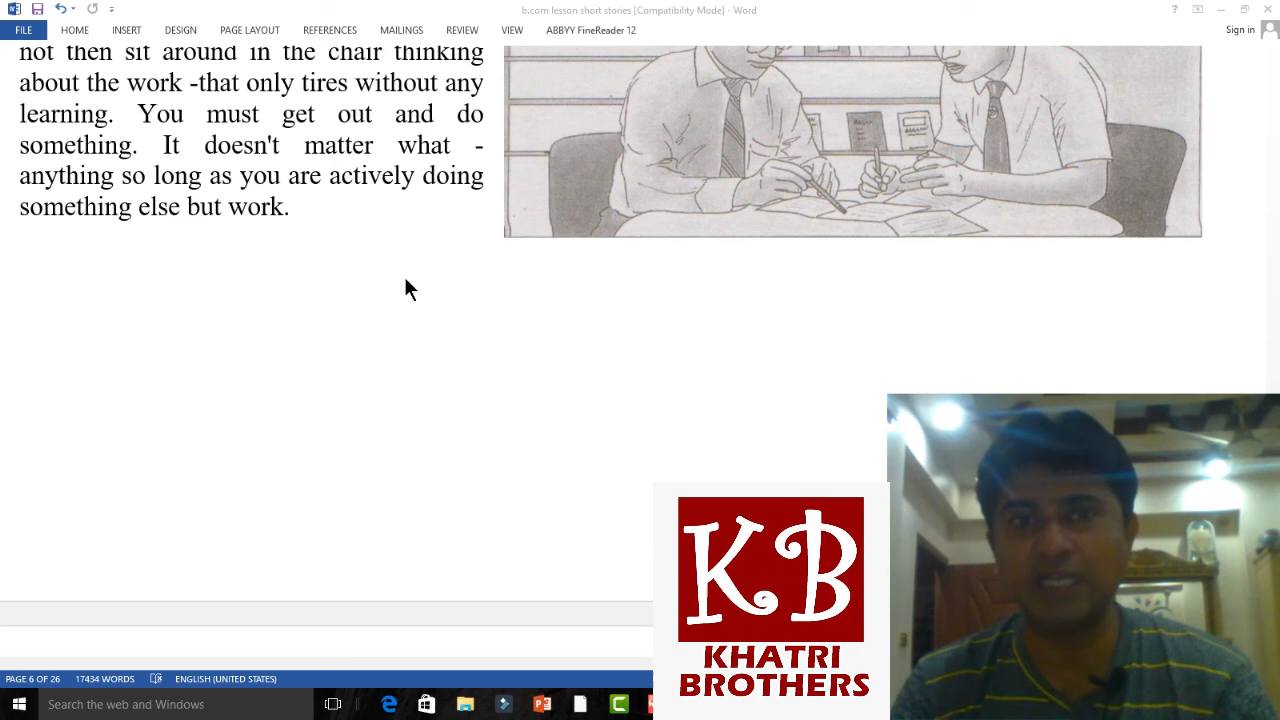 b.com lesson short stories [Compatibility Mode] - Word
?
FILE HOME INSERT DESIGN PAGE LAYOUT REFERENCES MAILINGS REVIEW VIEW ABBYY FineReader 12
Sign in
not then sit around in the chair thinking
about the work -that only tires without any
learning. You must get out and do
something. It doesn't matter what -
anything so long as you are actively doing
something else but work.
KB
KHATRI
BROTHERS
PAGE 6 OF 26 17434 WORDS ENGLISH (UNITED STATES)
Search the web and Windows